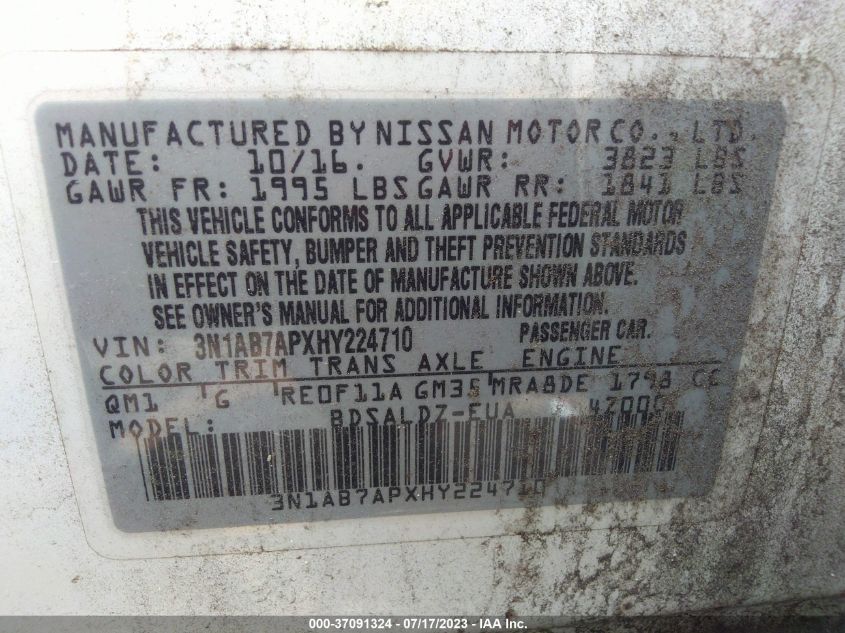 MANUFACTURED BY NISSAN MOTOR CO., LTD.
DATE: 10/16. GVWR: 3823 LBS
GAWR FR: 1995 LBS GAWR RR: 1841 LBS
THIS VEHICLE CONFORMS TO ALL APPLICABLE FEDERAL MOTOR
VEHICLE SAFETY, BUMPER AND THEFT PREVENTION STANDARDS
IN EFFECT ON THE DATE OF MANUFACTURE SHOWN ABOVE.
SEE OWNER'S MANUAL FOR ADDITIONAL INFORMATION.
VIN: 3N1AB7APXHY224710 PASSENGER CAR.
COLOR TRIM TRANS AXLE ENGINE
QM1 G RE0F11A GM35 MRA8DE 1798 CC
MODEL: BDSALDZ-EUA
3N1AB7APXHY224710
000-37091324 - 07/17/2023 - IAA Inc.